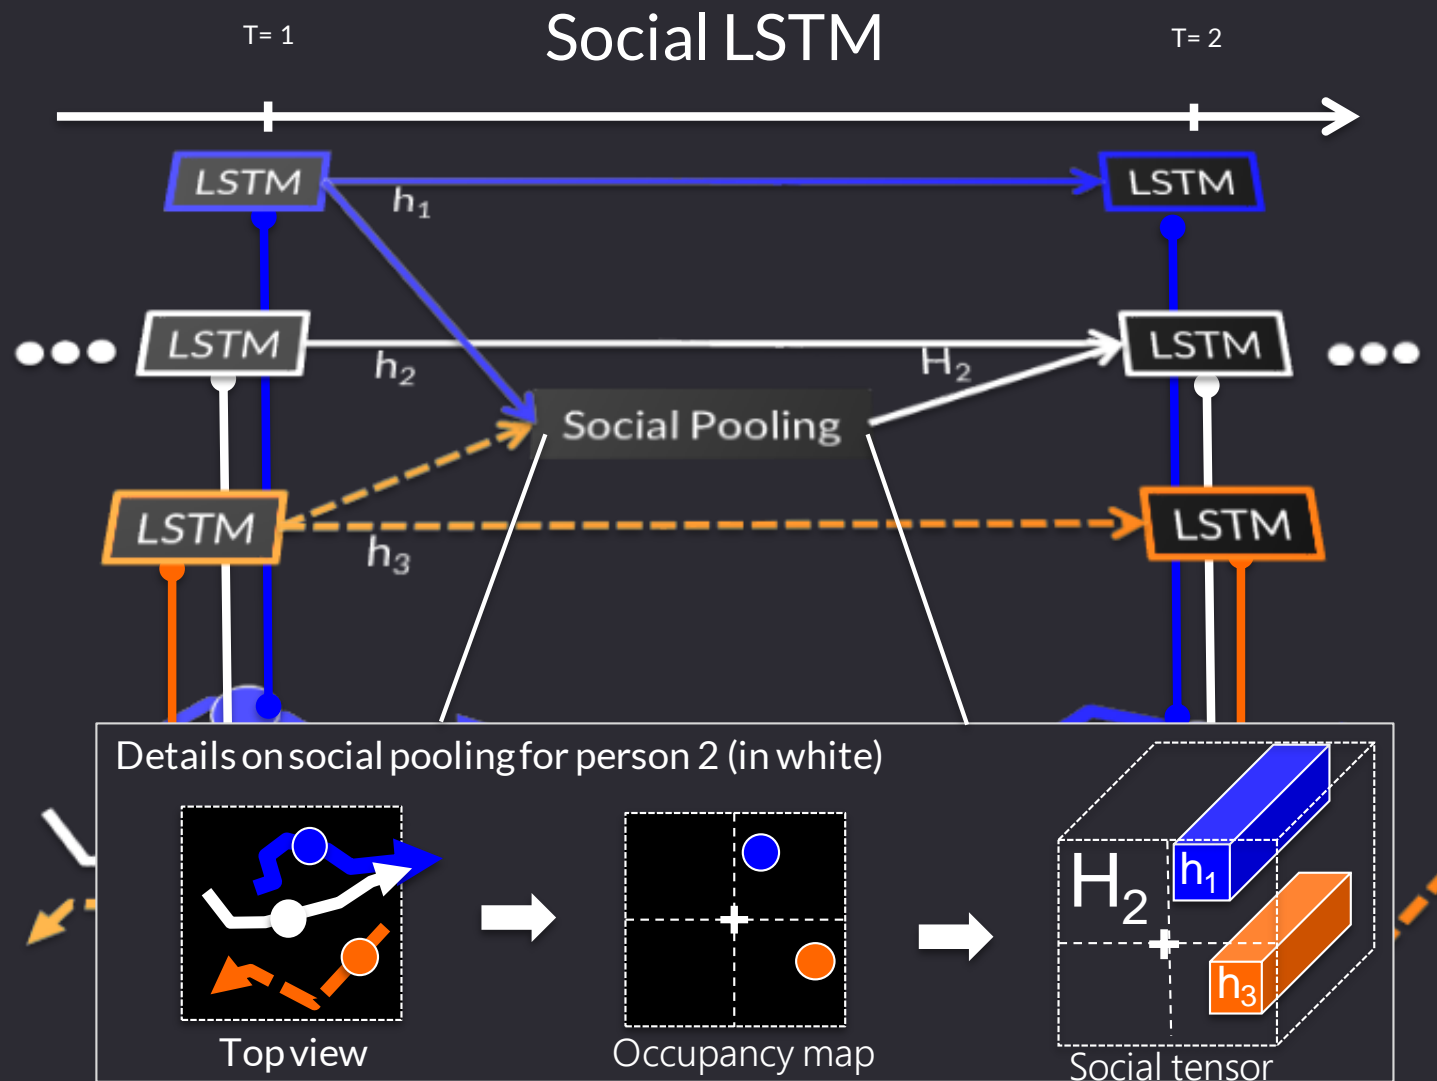 T= 1
Social LSTM
T= 2
LSTM
h₁
LSTM
LSTM
h₂
H₂
LSTM
Social Pooling
LSTM
h₃
LSTM
Details on social pooling for person 2 (in white)
H₂
h₁
h₃
Top view
Occupancy map
Social tensor